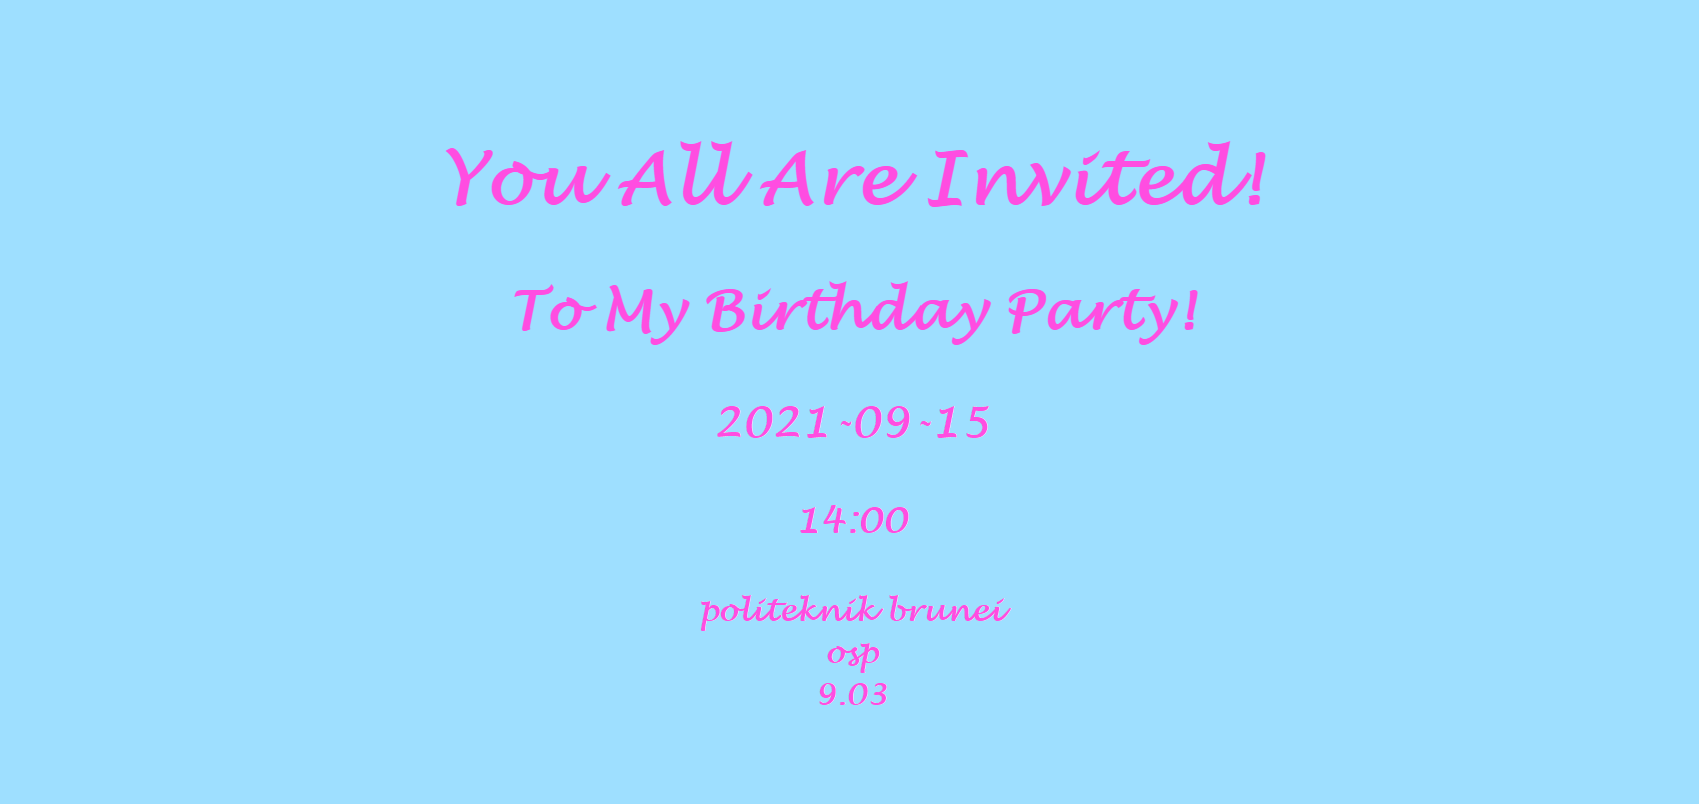 You All Are Invited!
To My Birthday Party!
2021-09-15
14:00
politeknik brunei
osp
9.03